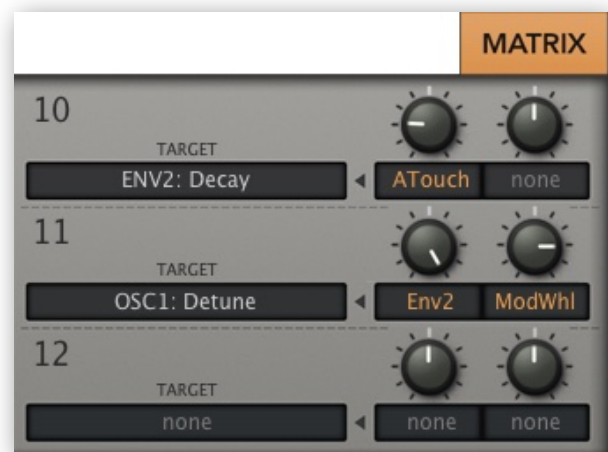 MATRIX
10
TARGET
ENV2: Decay ATouch none
11
TARGET
OSC1: Detune Env2 ModWhl
12
TARGET
none none none